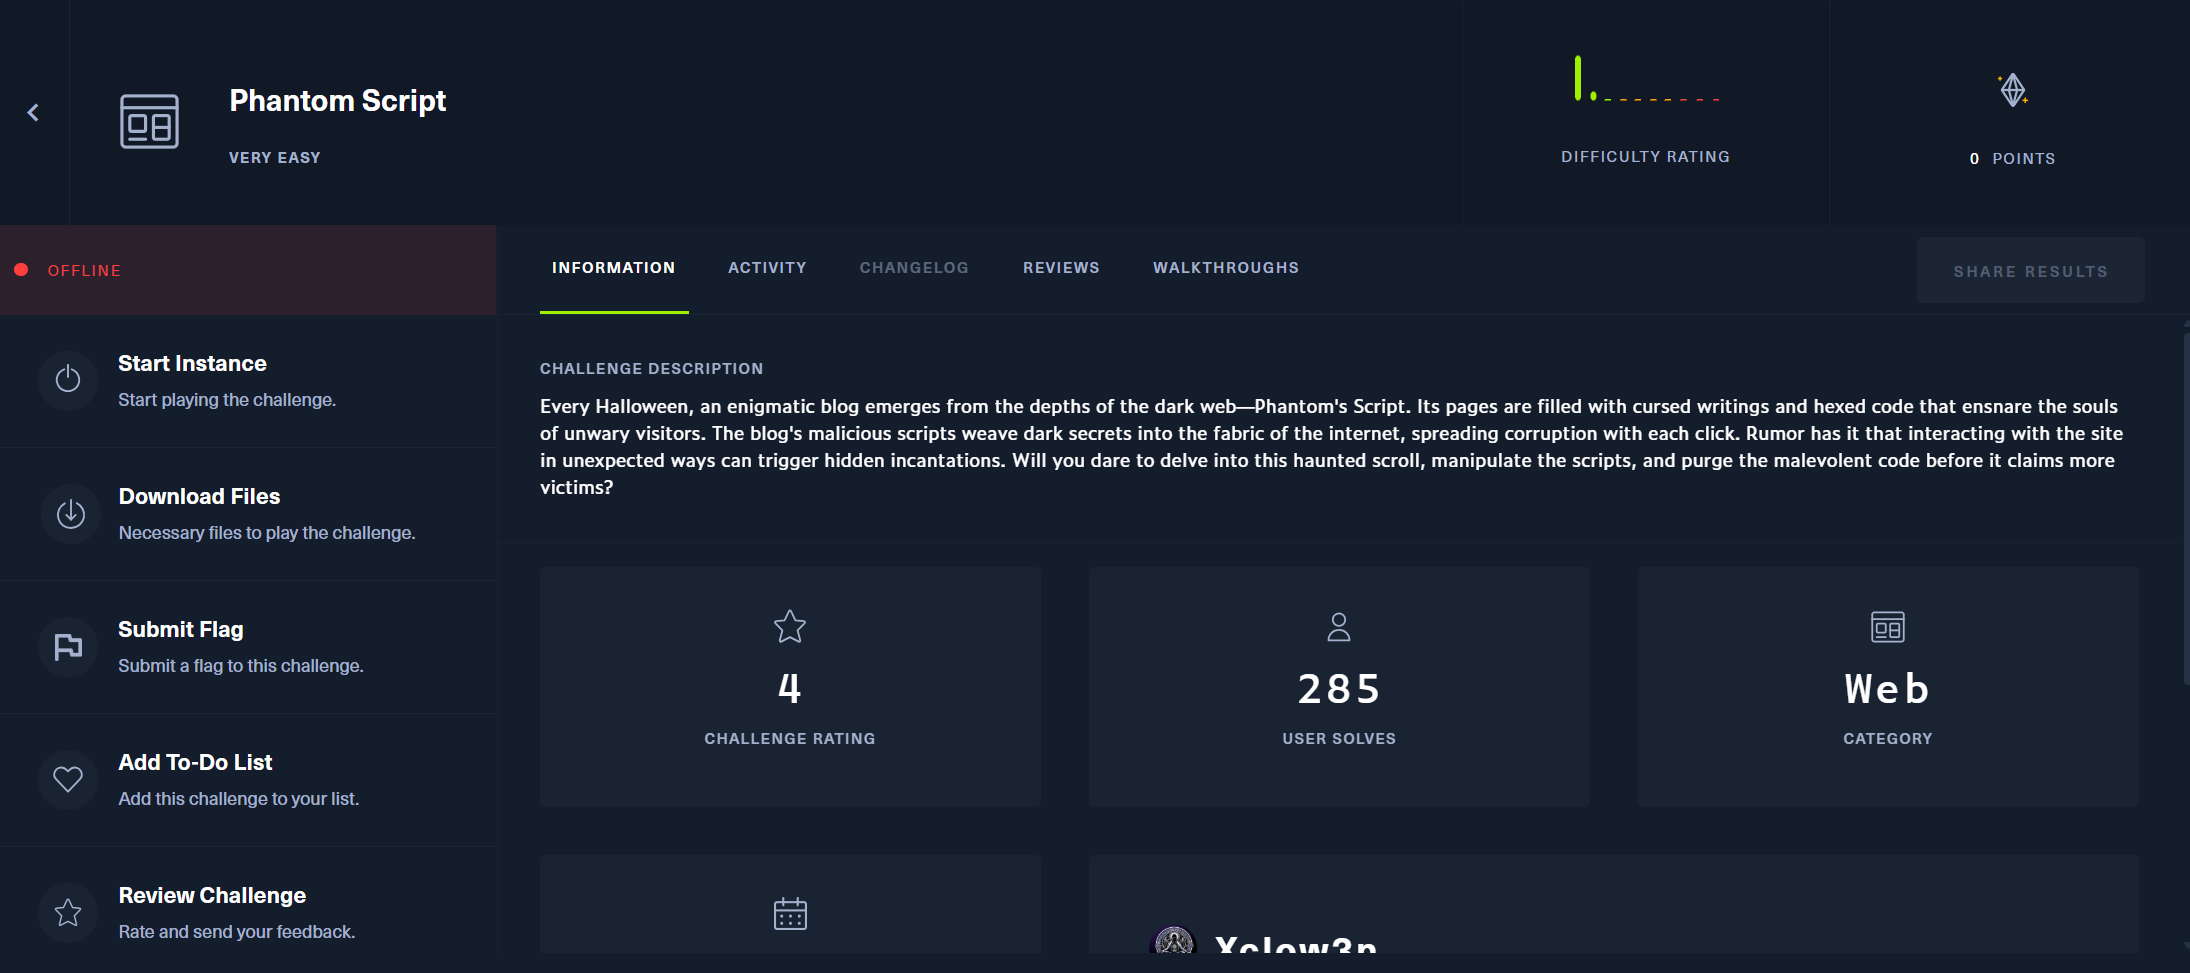 Phantom Script
VERY EASY
DIFFICULTY RATING
0 POINTS
OFFLINE
INFORMATION
ACTIVITY
CHANGELOG
REVIEWS
WALKTHROUGHS
SHARE RESULTS
Start Instance
Start playing the challenge.
Download Files
Necessary files to play the challenge.
Submit Flag
Submit a flag to this challenge.
Add To-Do List
Add this challenge to your list.
Review Challenge
Rate and send your feedback.
CHALLENGE DESCRIPTION
Every Halloween, an enigmatic blog emerges from the depths of the dark web—Phantom's Script. Its pages are filled with cursed writings and hexed code that ensnare the souls
of unwary visitors. The blog's malicious scripts weave dark secrets into the fabric of the internet, spreading corruption with each click. Rumor has it that interacting with the site
in unexpected ways can trigger hidden incantations. Will you dare to delve into this haunted scroll, manipulate the scripts, and purge the malevolent code before it claims more
victims?
4
CHALLENGE RATING
285
USER SOLVES
Web
CATEGORY
Xclow3n